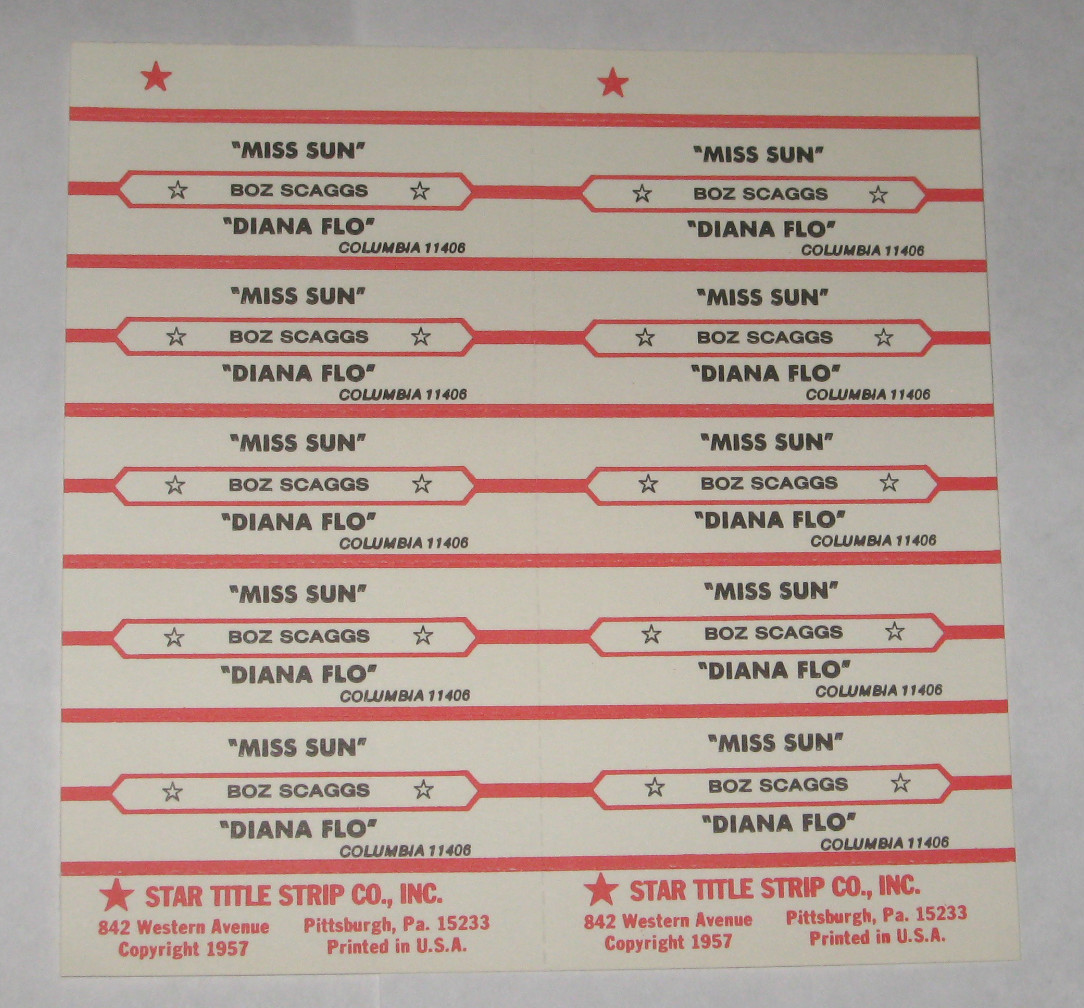 "MISS SUN"
BOZ SCAGGS
"DIANA FLO"
COLUMBIA 11406
"MISS SUN"
BOZ SCAGGS
"DIANA FLO"
COLUMBIA 11406
"MISS SUN"
BOZ SCAGGS
"DIANA FLO"
COLUMBIA 11406
"MISS SUN"
BOZ SCAGGS
"DIANA FLO"
COLUMBIA 11406
"MISS SUN"
BOZ SCAGGS
"DIANA FLO"
COLUMBIA 11406
STAR TITLE STRIP CO., INC.
842 Western Avenue Pittsburgh, Pa. 15233
Copyright 1957 Printed in U.S.A.
"MISS SUN"
BOZ SCAGGS
"DIANA FLO"
COLUMBIA 11406
"MISS SUN"
BOZ SCAGGS
"DIANA FLO"
COLUMBIA 11406
"MISS SUN"
BOZ SCAGGS
"DIANA FLO"
COLUMBIA 11406
"MISS SUN"
BOZ SCAGGS
"DIANA FLO"
COLUMBIA 11406
"MISS SUN"
BOZ SCAGGS
"DIANA FLO"
COLUMBIA 11406
STAR TITLE STRIP CO., INC.
842 Western Avenue Pittsburgh, Pa. 15233
Copyright 1957 Printed in U.S.A.